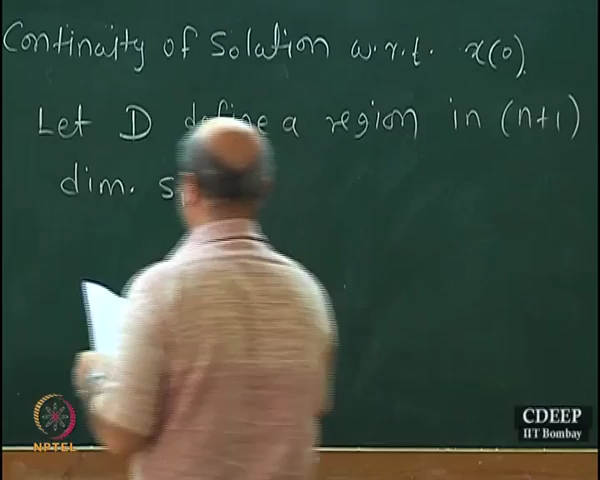 Continuity of Solution w.r.t. x(0)
Let D define a region in (n+1)
dim.
NPTEL
CDEEP
IIT Bombay